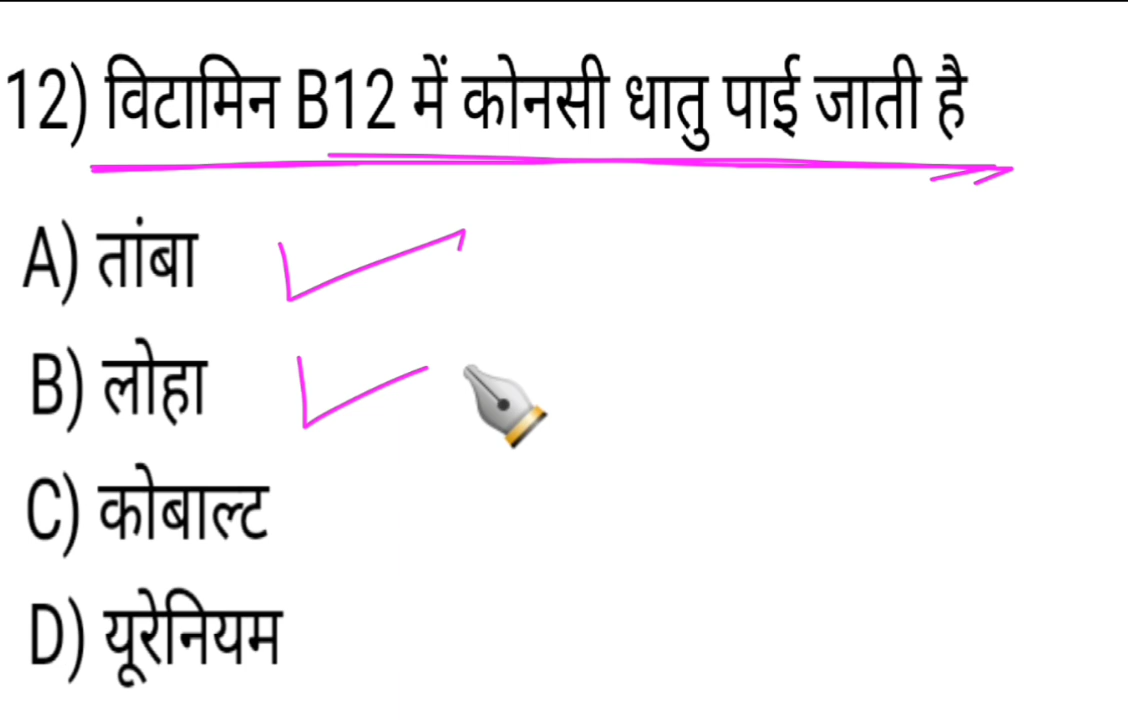 12) विटामिन B12 में कोनसी धातु पाई जाती है
A) तांबा
B) लोहा
C) कोबाल्ट
D) यूरेनियम